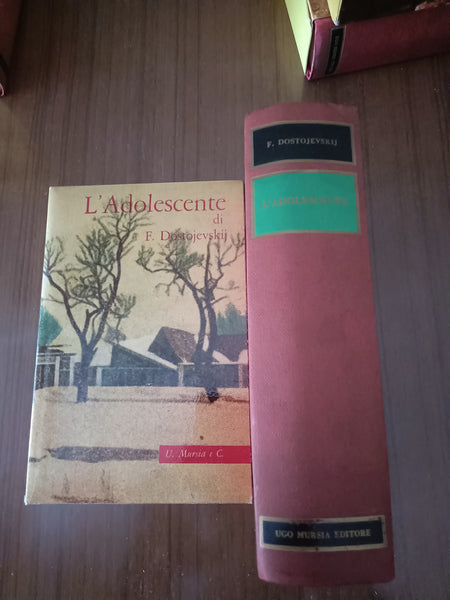 L'Adolescente
di
F. Dostojevskij
U. Mursia e C.
F. DOSTOJEVSKIJ
L'ADOLESCENTE
UGO MURSIA EDITORE